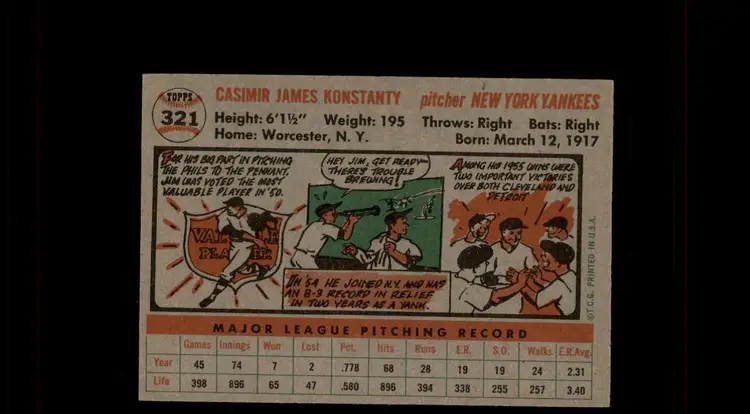 TOPPS
321
CASIMIR JAMES KONSTANTY pitcher NEW YORK YANKEES
Height: 6'1½" Weight: 195 Throws: Right Bats: Right
Home: Worcester, N. Y. Born: March 12, 1917
FOR HIS BIG PART IN PITCHING
THE PHILS TO THE PENNANT,
JIM WAS VOTED THE MOST
VALUABLE PLAYER IN '50.
VALUABLE
PLAYER
HEY JIM, GET READY—
THERE'S TROUBLE
BREWING!
IN '54 HE JOINED N.Y. AND HAS
AN 8-3 RECORD IN RELIEF
IN TWO YEARS AS A YANK.
AMONG HIS 1955 WINS WERE
TWO IMPORTANT VICTORIES
OVER BOTH CLEVELAND AND
DETROIT
©T.C.G. PRINTED IN U.S.A.
MAJOR LEAGUE PITCHING RECORD
Games Innings Won Lost Pct. Hits Runs E.R. S.O. Walks E.R.Avg.
Year 45 74 7 2 .778 68 28 19 19 24 2.31
Life 398 896 65 47 .580 896 394 338 255 257 3.40